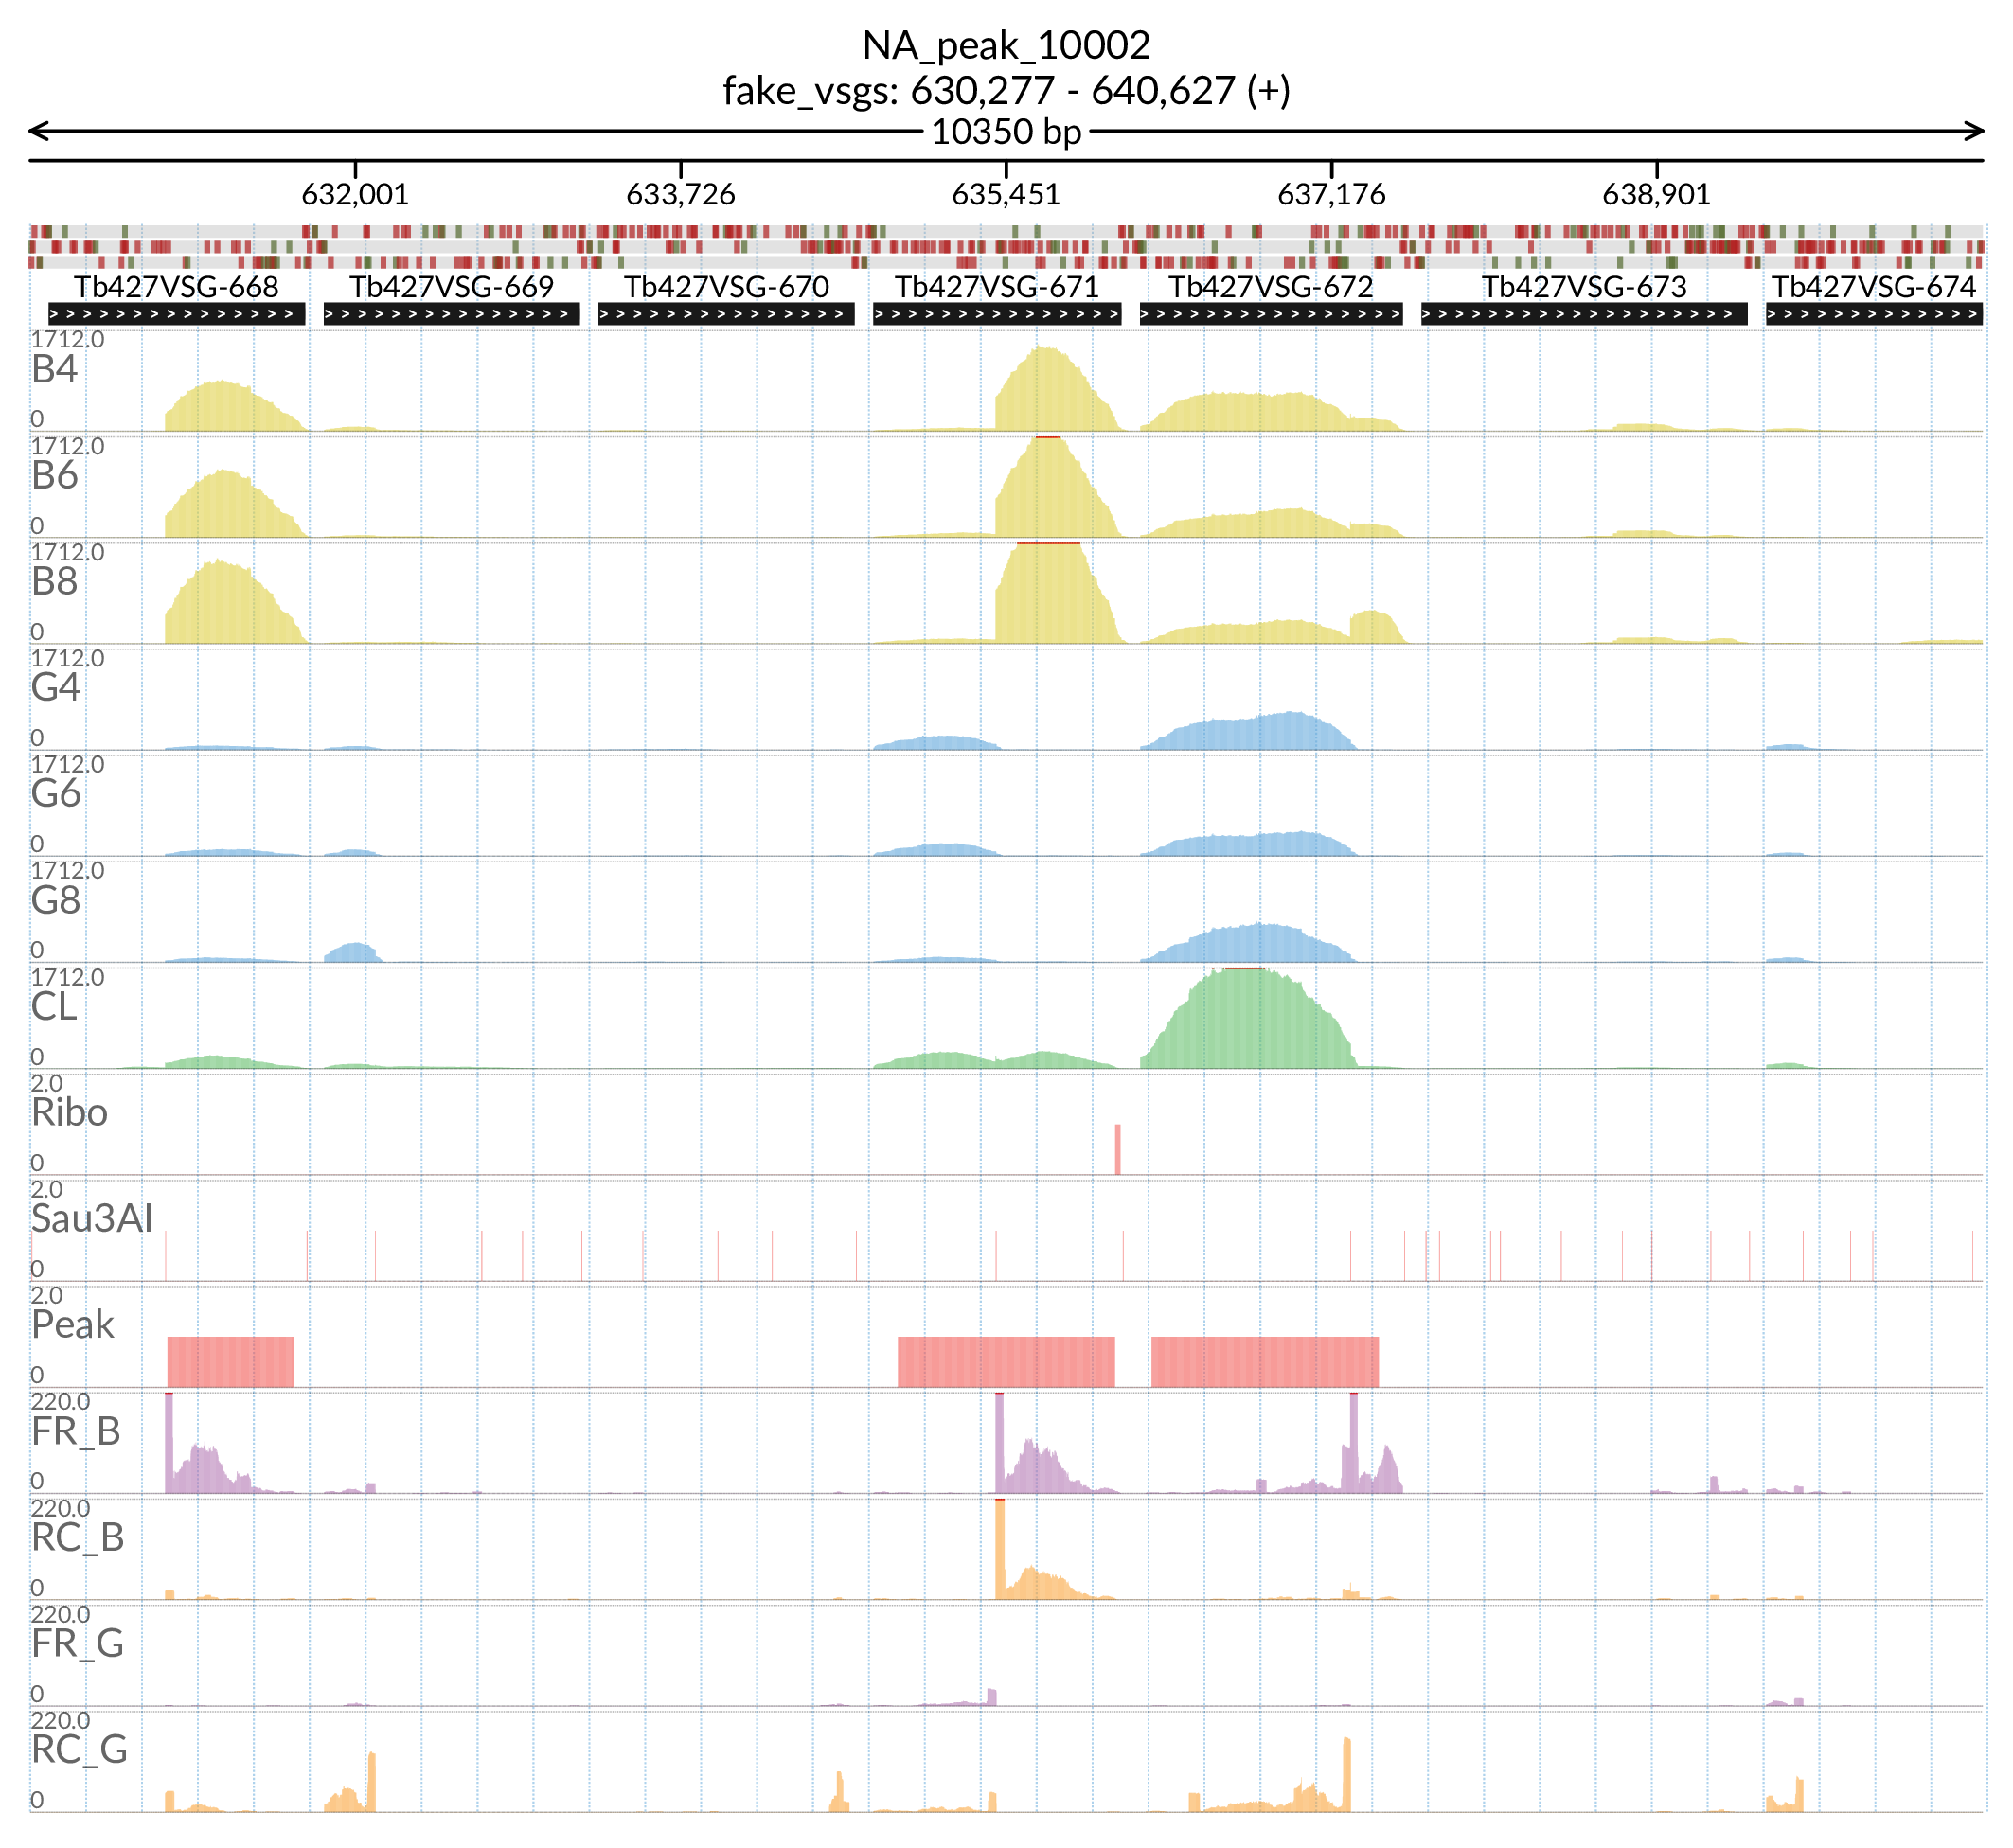 NA_peak_10002
fake_vsgs: 630,277 - 640,627 (+)
10350 bp
632,001 633,726 635,451 637,176 638,901
Tb427VSG-668 Tb427VSG-669 Tb427VSG-670 Tb427VSG-671 Tb427VSG-672 Tb427VSG-673 Tb427VSG-674
1712.0
B4
0
1712.0
B6
0
1712.0
B8
0
1712.0
G4
0
1712.0
G6
0
1712.0
G8
0
1712.0
CL
0
2.0
Ribo
0
2.0
Sau3AI
0
2.0
Peak
0
220.0
FR_B
0
220.0
RC_B
0
220.0
FR_G
0
220.0
RC_G
0